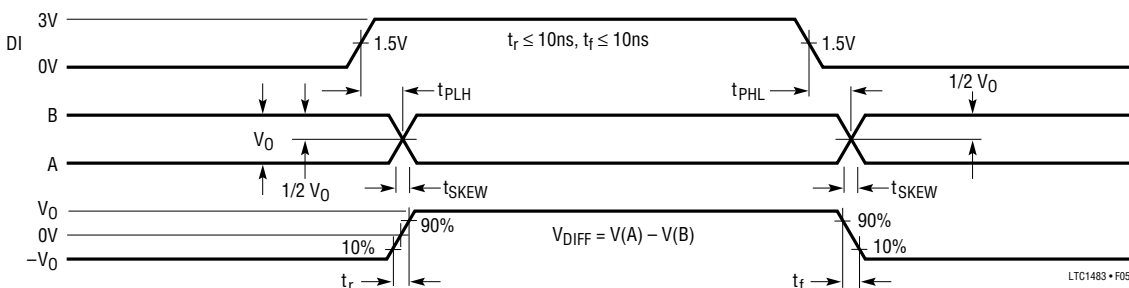 3V
DI
0V
1.5V
tr ≤ 10ns, tf ≤ 10ns
1.5V
tPLH
tPHL
1/2 VO
B
VO
A
1/2 VO
tSKEW
tSKEW
VO
0V
–VO
90%
10%
VDIFF = V(A) – V(B)
90%
10%
tr
tf
LTC1483 • F05